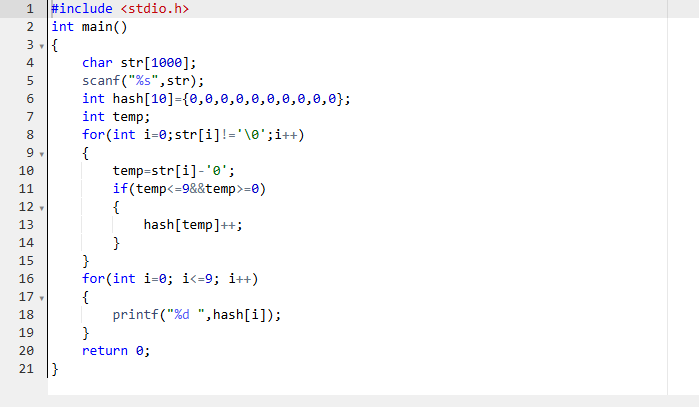 1 #include <stdio.h>
2 int main()
3 {
4 char str[1000];
5 scanf("%s",str);
6 int hash[10]={0,0,0,0,0,0,0,0,0,0};
7 int temp;
8 for(int i=0;str[i]!='\0';i++)
9 {
10 temp=str[i]-'0';
11 if(temp<=9&&temp>=0)
12 {
13 hash[temp]++;
14 }
15 }
16 for(int i=0; i<=9; i++)
17 {
18 printf("%d ",hash[i]);
19 }
20 return 0;
21 }